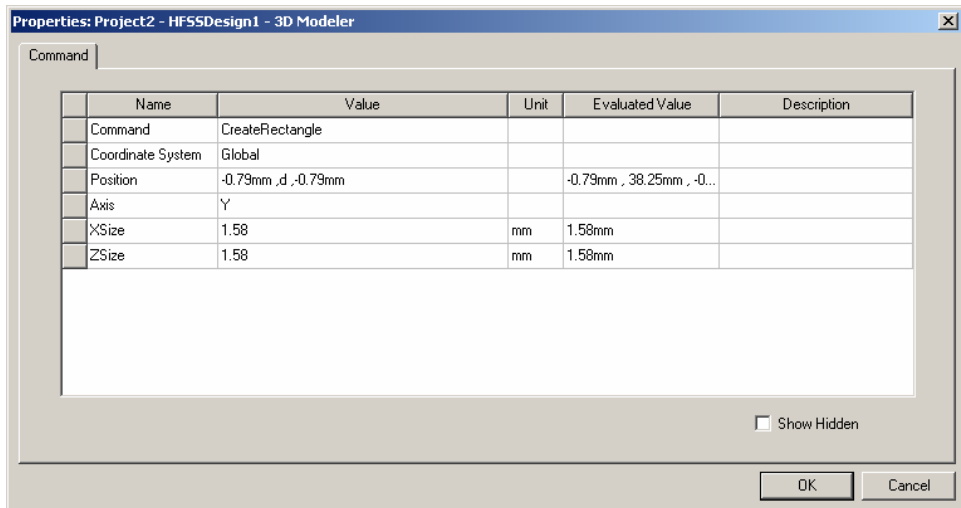 Properties: Project2 - HFSSDesign1 - 3D Modeler
Command
Name Value Unit Evaluated Value Description
Command CreateRectangle
Coordinate System Global
Position -0.79mm ,d ,-0.79mm -0.79mm , 38.25mm , -0...
Axis Y
XSize 1.58 mm 1.58mm
ZSize 1.58 mm 1.58mm
Show Hidden
OK Cancel